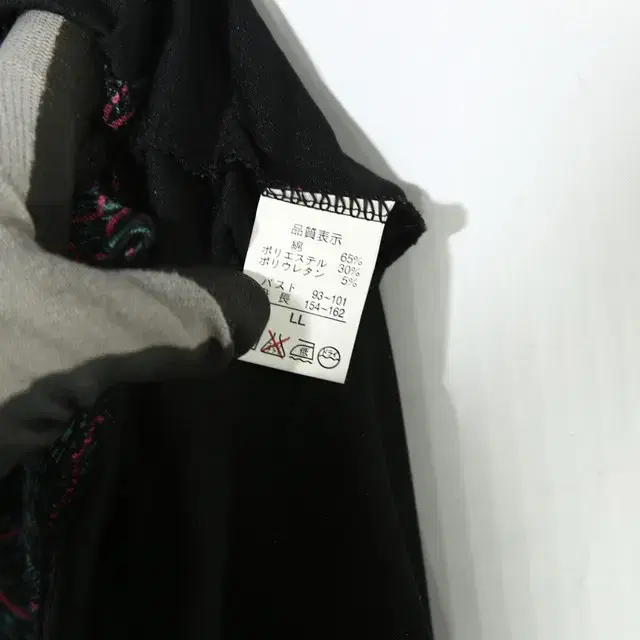 品質表示
綿 65%
ポリエステル 30%
ポリウレタン 5%
バスト 93~101
長 154~162
LL
低